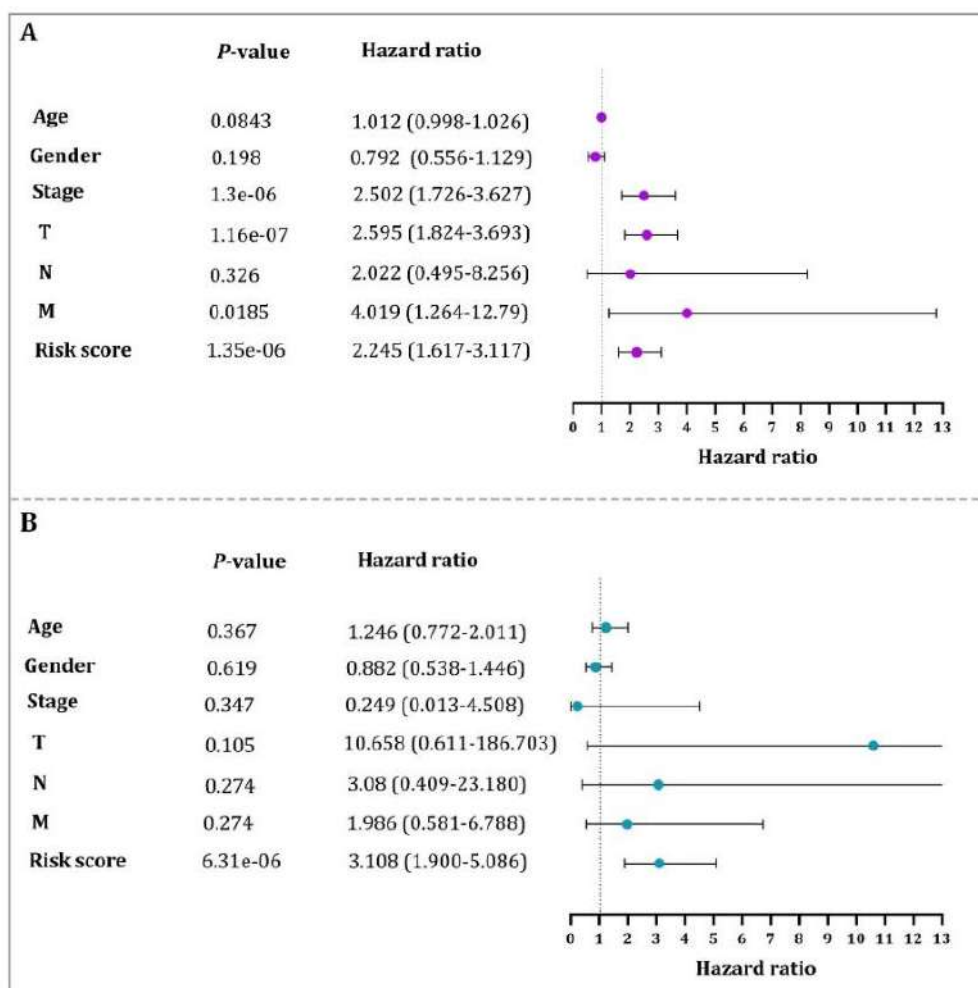 A
P-value Hazard ratio
Age 0.0843 1.012 (0.998-1.026)
Gender 0.198 0.792 (0.556-1.129)
Stage 1.3e-06 2.502 (1.726-3.627)
T 1.16e-07 2.595 (1.824-3.693)
N 0.326 2.022 (0.495-8.256)
M 0.0185 4.019 (1.264-12.79)
Risk score 1.35e-06 2.245 (1.617-3.117)
0 1 2 3 4 5 6 7 8 9 10 11 12 13
Hazard ratio
B
P-value Hazard ratio
Age 0.367 1.246 (0.772-2.011)
Gender 0.619 0.882 (0.538-1.446)
Stage 0.347 0.249 (0.013-4.508)
T 0.105 10.658 (0.611-186.703)
N 0.274 3.08 (0.409-23.180)
M 0.274 1.986 (0.581-6.788)
Risk score 6.31e-06 3.108 (1.900-5.086)
0 1 2 3 4 5 6 7 8 9 10 11 12 13
Hazard ratio